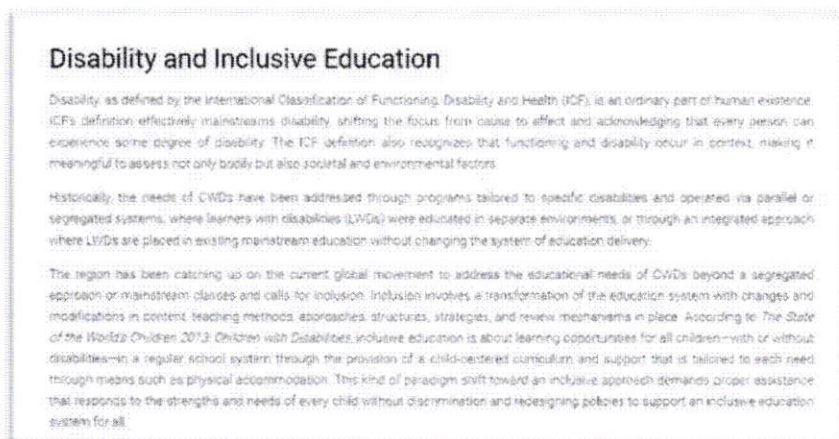 Disability and Inclusive Education
Disability, as defined by the International Classification of Functioning, Disability and Health (ICF), is an ordinary part of human existence.
ICF's definition effectively mainstreams disability, shifting the focus from cause to effect and acknowledging that every person can
experience some degree of disability. The ICF definition also recognizes that functioning and disability occur in context, making it
meaningful to assess not only bodily but also societal and environmental factors.
Historically, the needs of CWDs have been addressed through programs tailored to specific disabilities and operated via parallel or
segregated systems, where learners with disabilities (LWDs) were educated in separate environments, or through an integrated approach
where LWDs are placed in existing mainstream education without changing the system of education delivery.
The region has been catching up on the current global movement to address the educational needs of CWDs beyond a segregated
approach or mainstream classes and calls for inclusion. Inclusion involves a transformation of the education system with changes and
modifications in content, teaching methods, approaches, structures, strategies, and review mechanisms in place. According to The State
of the World's Children 2013: Children with Disabilities, inclusive education is about learning opportunities for all children—with or without
disabilities—in a regular school system through the provision of a child-centered curriculum and support that is tailored to each need
through means such as physical accommodation. This kind of paradigm shift toward an inclusive approach demands proper assistance
that responds to the strengths and needs of every child without discrimination and redesigning policies to support an inclusive education
system for all.